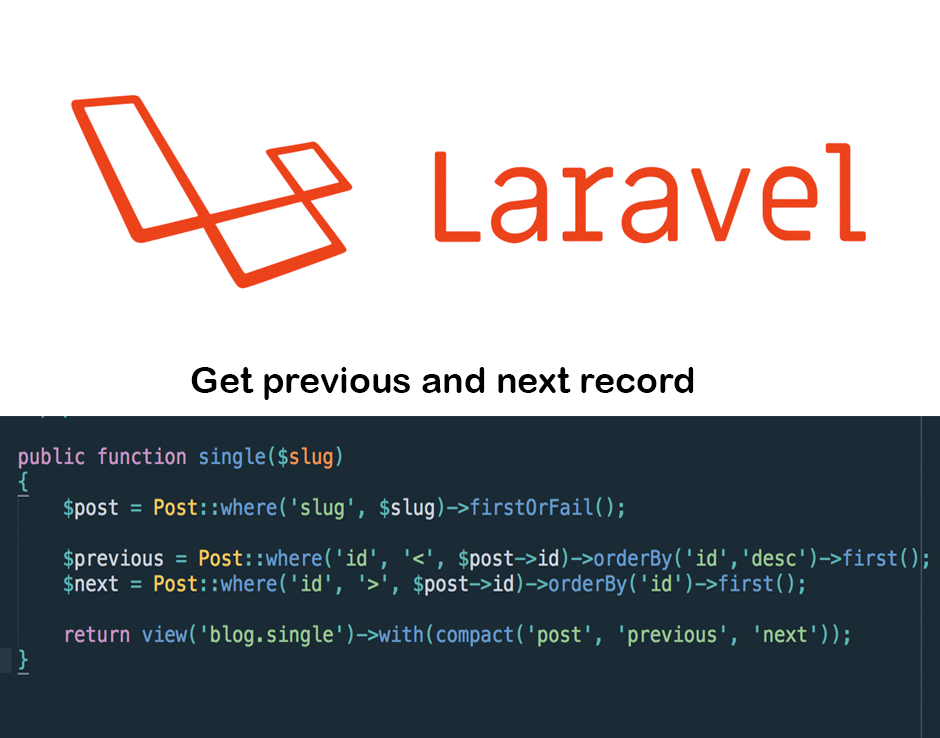 Laravel
Get previous and next record
public function single($slug)
{
    $post = Post::where('slug', $slug)->firstOrFail();
    $previous = Post::where('id', '<', $post->id)->orderBy('id','desc')->first();
    $next = Post::where('id', '>', $post->id)->orderBy('id')->first();
    return view('blog.single')->with(compact('post', 'previous', 'next'));
}